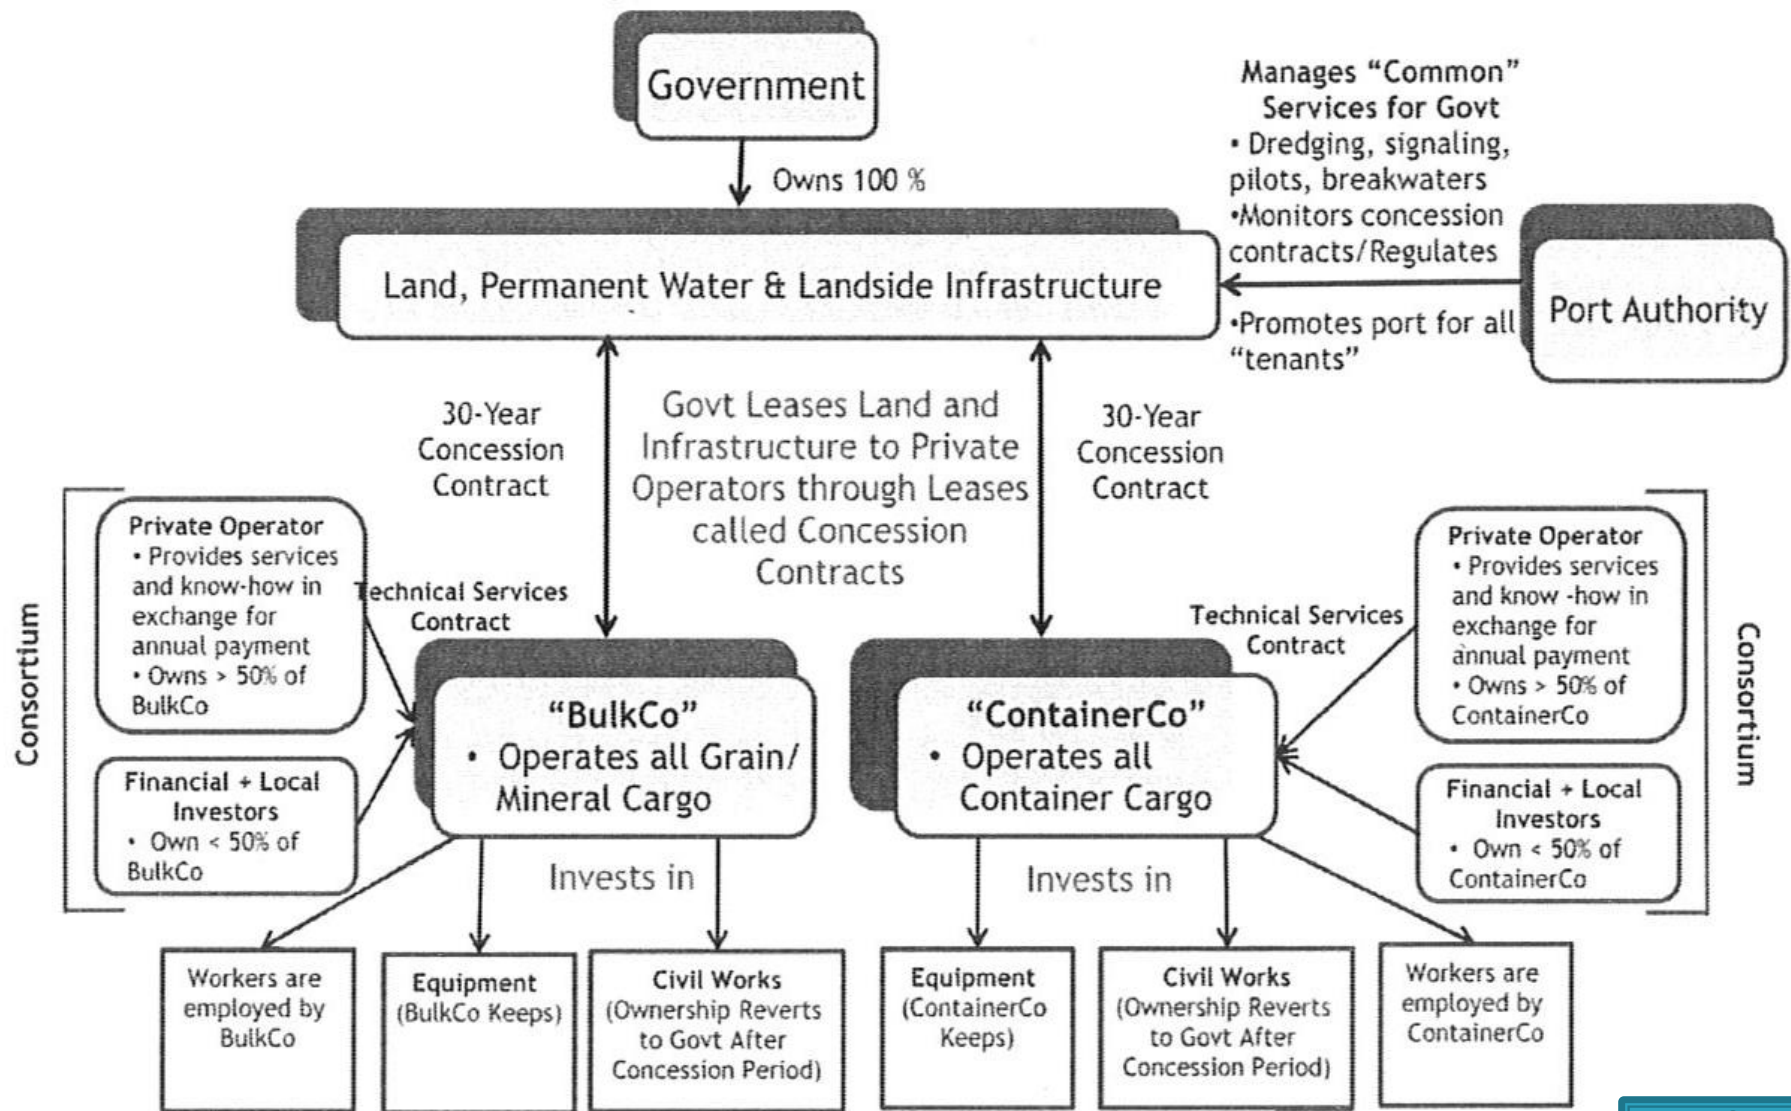 Government
Owns 100 %
Manages “Common”
Services for Govt
▪ Dredging, signaling,
pilots, breakwaters
•Monitors concession
contracts/Regulates
•Promotes port for all
“tenants”
Port Authority
Land, Permanent Water & Landside Infrastructure
30-Year
Concession
Contract
Govt Leases Land and
Infrastructure to Private
Operators through Leases
called Concession
Contracts
30-Year
Concession
Contract
Consortium
Private Operator
• Provides services
and know-how in
exchange for
annual payment
• Owns > 50% of
BulkCo
Technical Services
Contract
Financial + Local
Investors
• Own < 50% of
BulkCo
“BulkCo”
• Operates all Grain/
Mineral Cargo
“ContainerCo”
• Operates all
Container Cargo
Technical Services
Contract
Private Operator
• Provides services
and know -how in
exchange for
annual payment
• Owns > 50% of
ContainerCo
Financial + Local
Investors
• Own < 50% of
ContainerCo
Consortium
Invests in
Invests in
Workers are
employed by
BulkCo
Equipment
(BulkCo Keeps)
Civil Works
(Ownership Reverts
to Govt After
Concession Period)
Equipment
(ContainerCo
Keeps)
Civil Works
(Ownership Reverts
to Govt After
Concession Period)
Workers are
employed by
ContainerCo